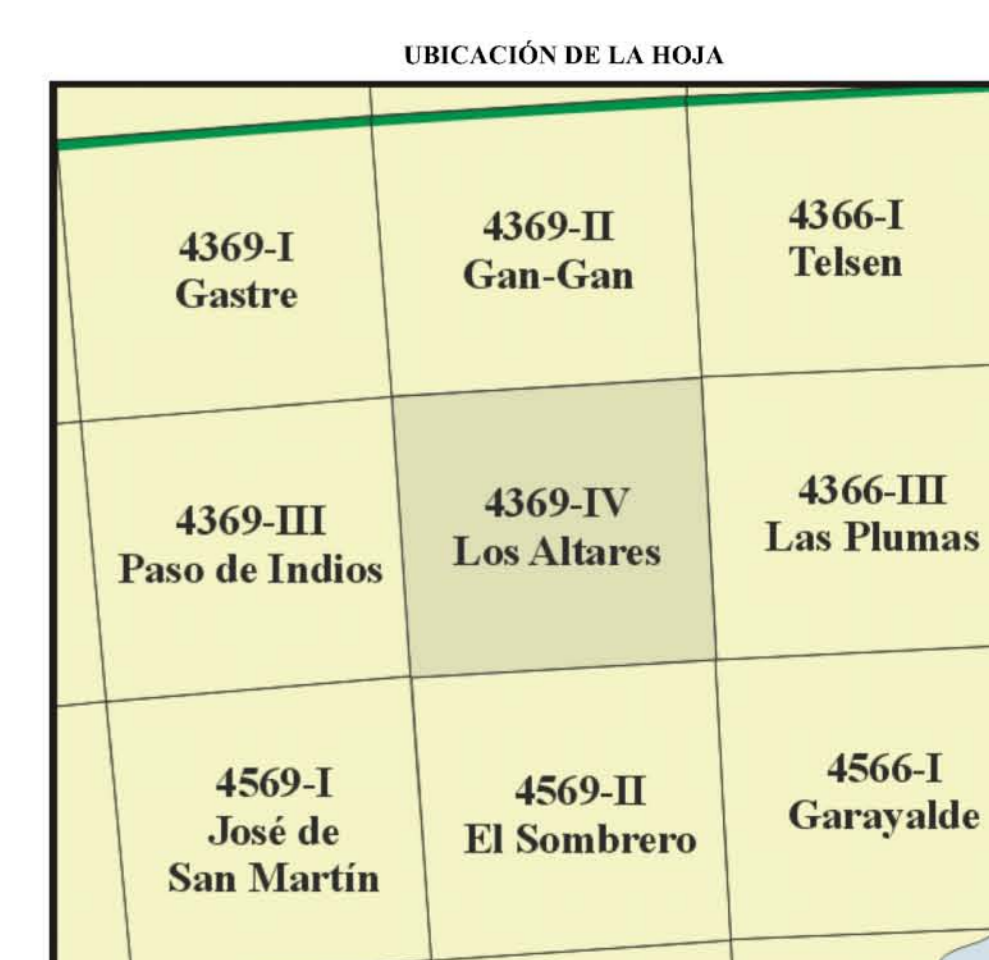 UBICACIÓN DE LA HOJA
4369-I
Gastre
4369-II
Gan-Gan
4366-I
Telsen
4369-III
Paso de Indios
4369-IV
Los Altares
4366-III
Las Plumas
4569-I
José de
San Martín
4569-II
El Sombrero
4566-I
Garayalde